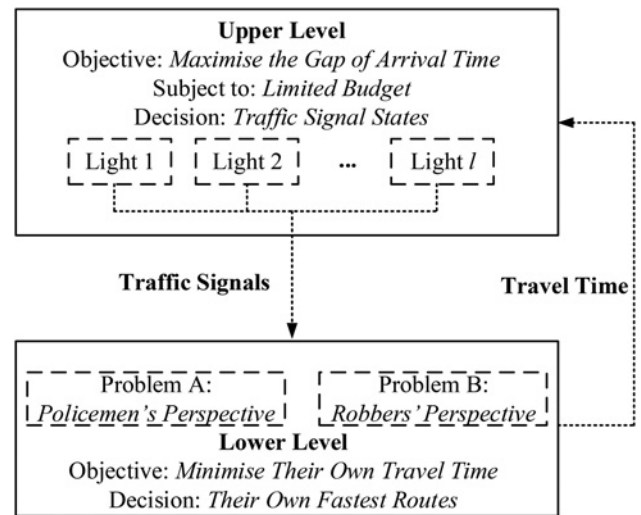 Upper Level
Objective: Maximise the Gap of Arrival Time
Subject to: Limited Budget
Decision: Traffic Signal States
Light 1 Light 2 ... Light l
Traffic Signals Travel Time
Problem A: Problem B:
Policemen's Perspective Robbers' Perspective
Lower Level
Objective: Minimise Their Own Travel Time
Decision: Their Own Fastest Routes